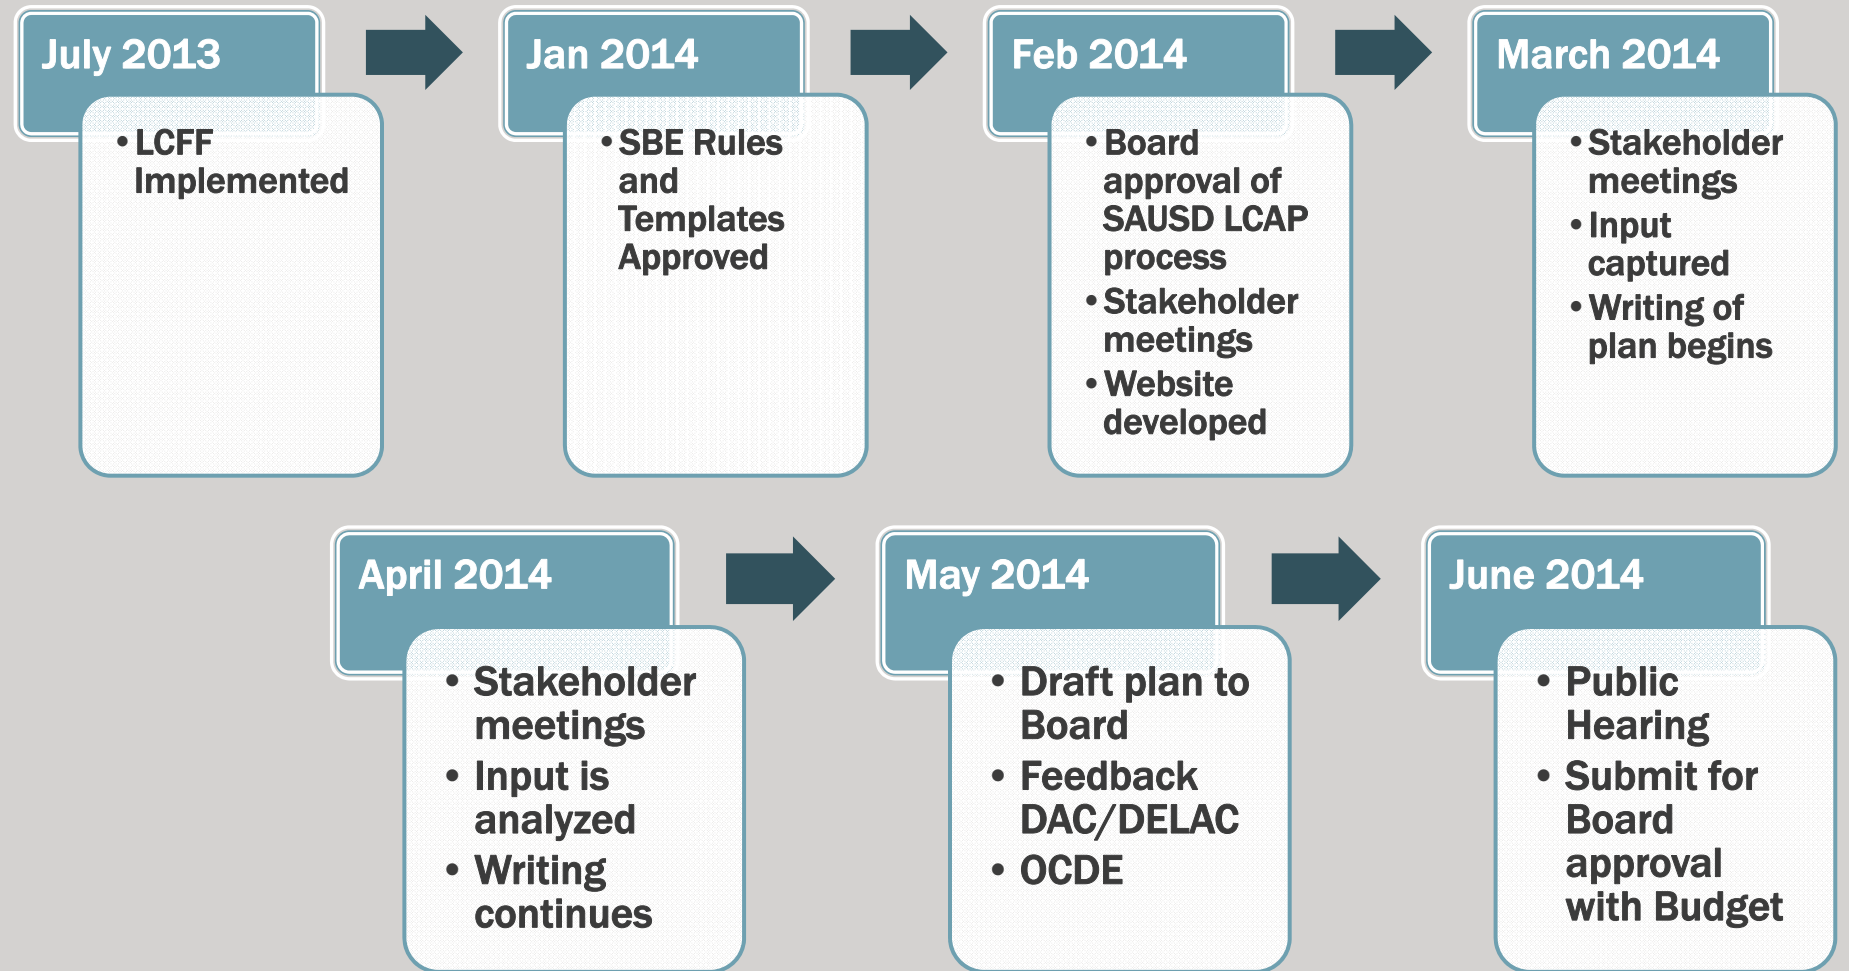 July 2013
• LCFF
Implemented
Jan 2014
• SBE Rules
and
Templates
Approved
Feb 2014
• Board
approval of
SAUSD LCAP
process
• Stakeholder
meetings
• Website
developed
March 2014
• Stakeholder
meetings
• Input
captured
• Writing of
plan begins
April 2014
• Stakeholder
meetings
• Input is
analyzed
• Writing
continues
May 2014
• Draft plan to
Board
• Feedback
DAC/DELAC
• OCDE
June 2014
• Public
Hearing
• Submit for
Board
approval
with Budget